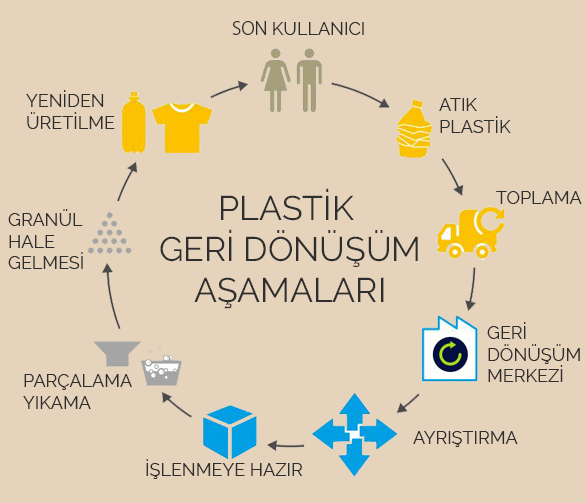 SON KULLANICI
ATIK
PLASTİK
TOPLAMA
GERİ
DÖNÜŞÜM
MERKEZİ
AYRIŞTIRMA
İŞLENMEYE HAZIR
PARÇALAMA
YIKAMA
GRANÜL
HALE
GELMESİ
YENİDEN
ÜRETİLME
PLASTİK
GERİ DÖNÜŞÜM
AŞAMALARI